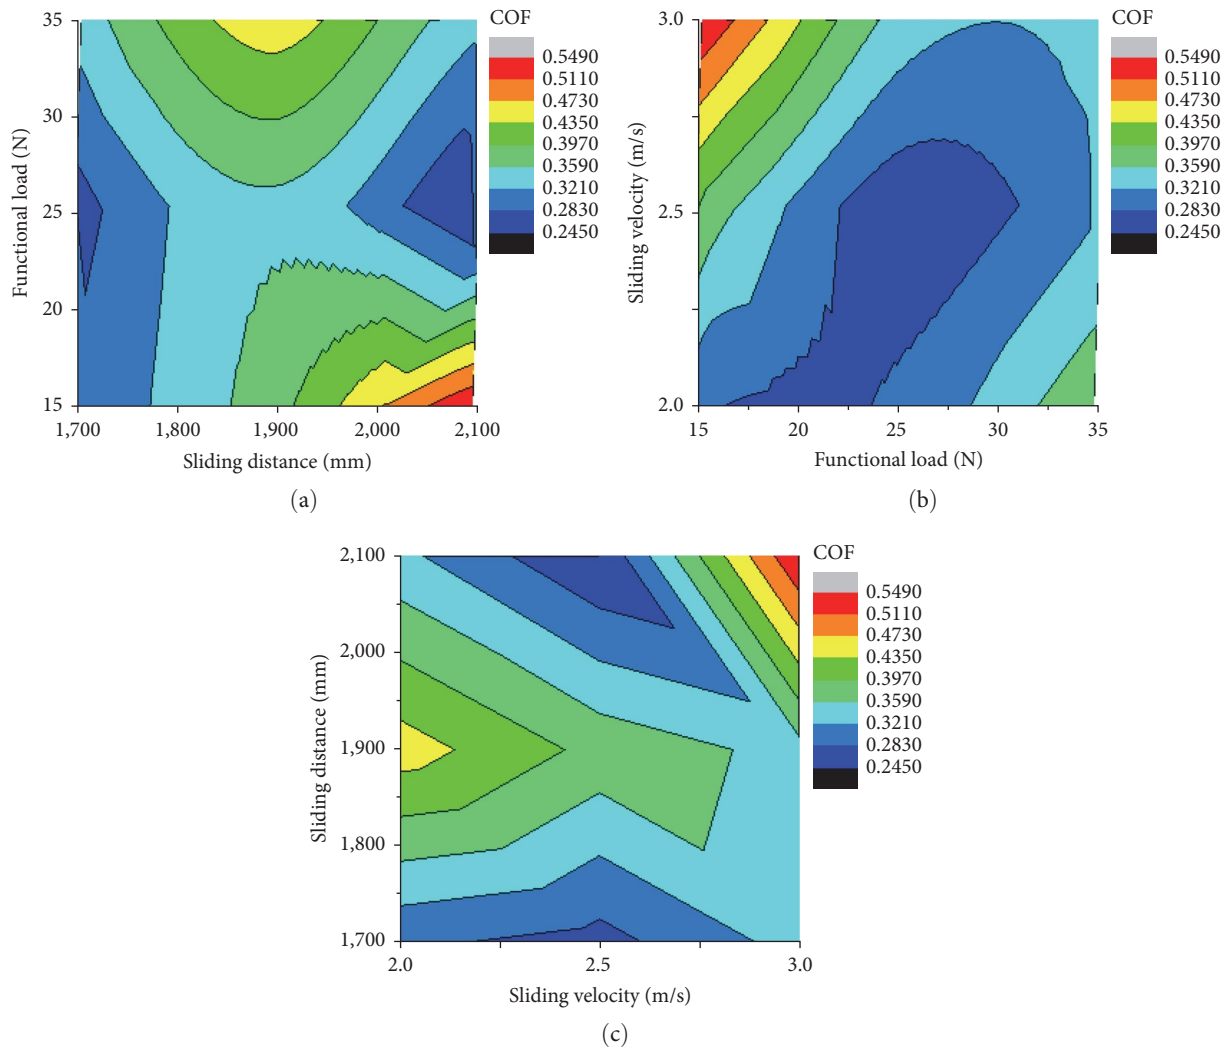 COF
35
30
25
20
15
Functional load (N)
0.5490
0.5110
0.4730
0.4350
0.3970
0.3590
0.3210
0.2830
0.2450
1,700 1,800 1,900 2,000 2,100
Sliding distance (mm)
(a)
COF
3.0
2.5
2.0
Sliding velocity (m/s)
0.5490
0.5110
0.4730
0.4350
0.3970
0.3590
0.3210
0.2830
0.2450
15 20 25 30 35
Functional load (N)
(b)
COF
2,100
2,000
1,900
1,800
1,700
Sliding distance (mm)
0.5490
0.5110
0.4730
0.4350
0.3970
0.3590
0.3210
0.2830
0.2450
2.0 2.5 3.0
Sliding velocity (m/s)
(c)